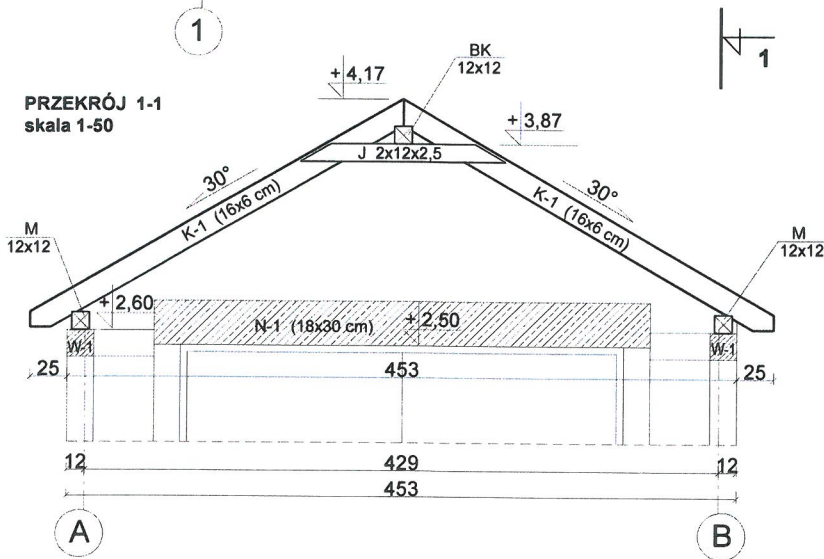 1
1
BK
12x12
+4,17
PRZEKRÓJ 1-1
skala 1-50
+3,87
J 2x12x2,5
30°
30°
K-1 (16x6 cm)
K-1 (16x6 cm)
M
12x12
M
12x12
+2,60
N-1 (18x30 cm)
+2,50
W-1
W-1
25
453
25
12
429
12
453
A
B